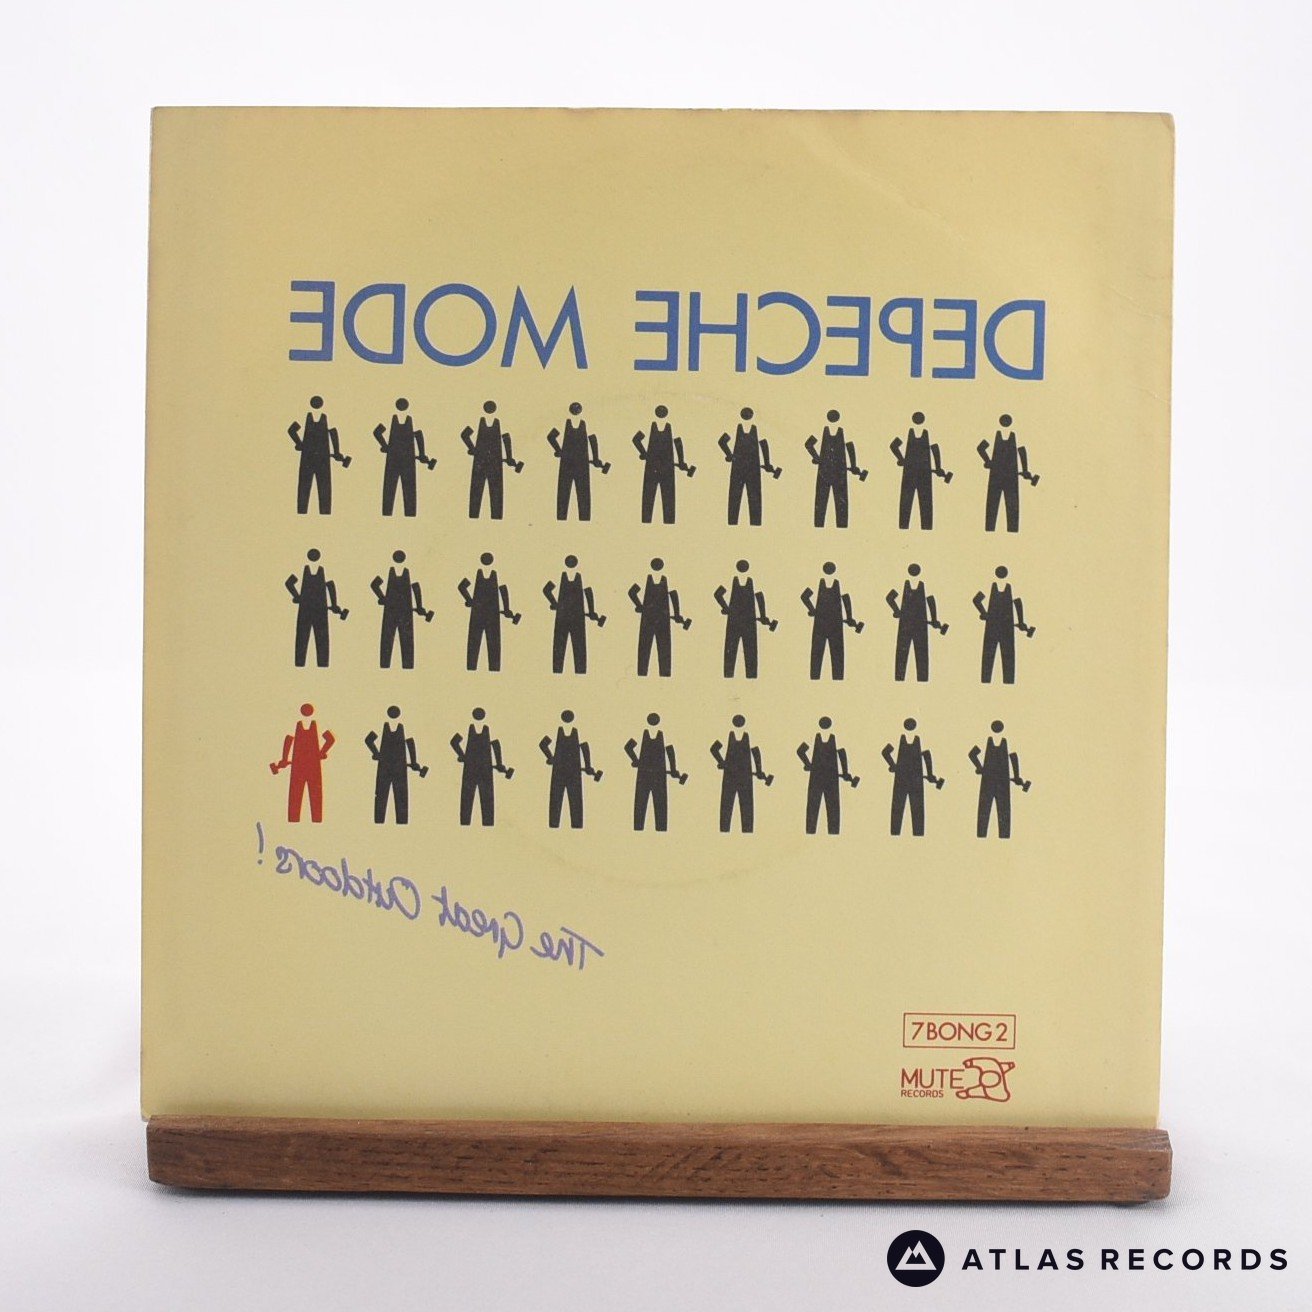 DEPECHE MODE
The Great Outdoors!
7BONG2
MUTE
RECORDS
ATLAS RECORDS